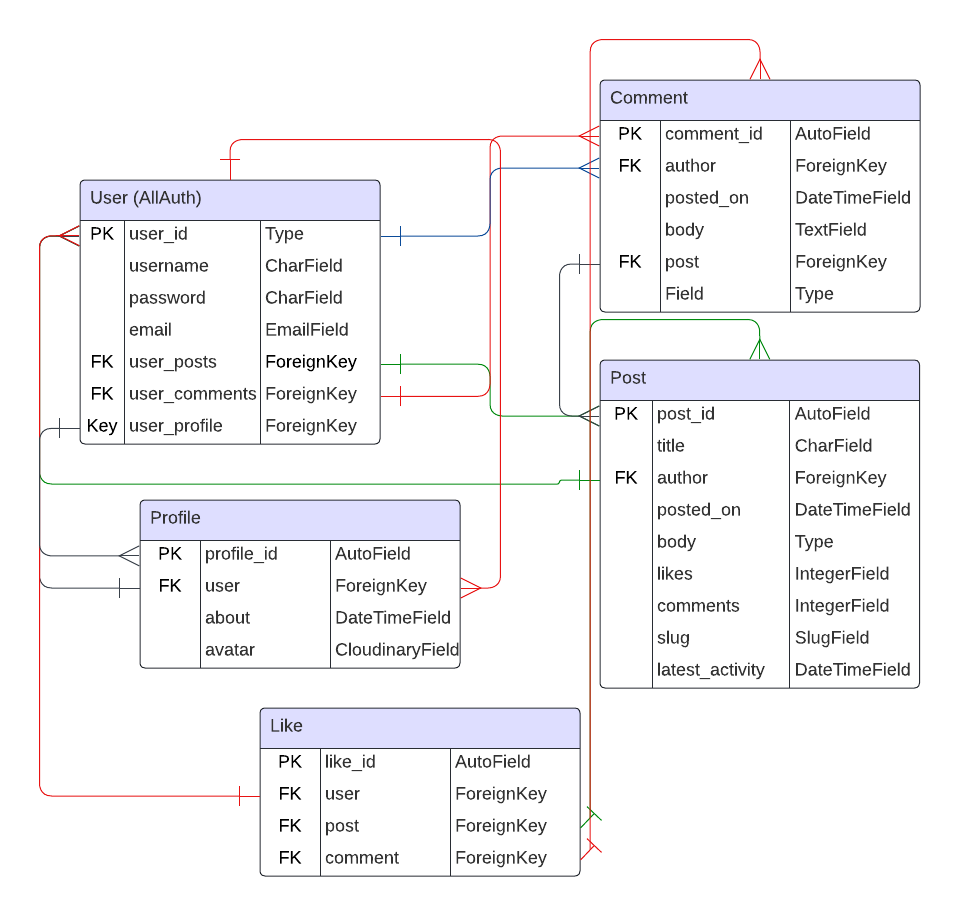 Comment
PK comment_id AutoField
FK author ForeignKey
posted_on DateTimeField
body TextField
FK post ForeignKey
Field Type
User (AllAuth)
PK user_id Type
username CharField
password CharField
email EmailField
FK user_posts ForeignKey
FK user_comments ForeignKey
Key user_profile ForeignKey
Post
PK post_id AutoField
title CharField
FK author ForeignKey
posted_on DateTimeField
body Type
likes IntegerField
comments IntegerField
slug SlugField
latest_activity DateTimeField
Profile
PK profile_id AutoField
FK user ForeignKey
about DateTimeField
avatar CloudinaryField
Like
PK like_id AutoField
FK user ForeignKey
FK post ForeignKey
FK comment ForeignKey